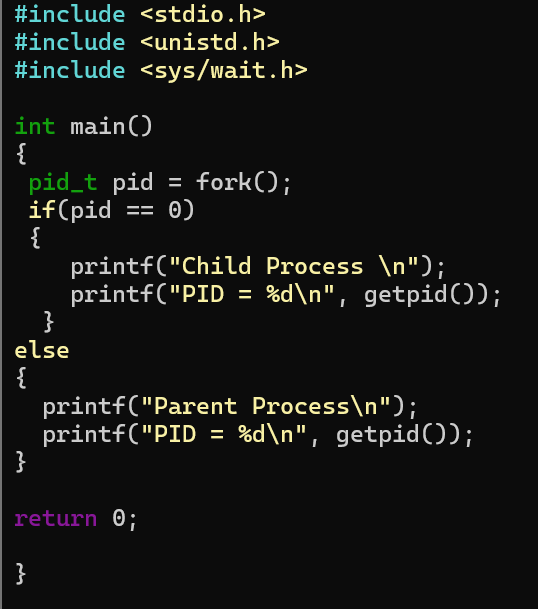 #include <stdio.h>
#include <unistd.h>
#include <sys/wait.h>

int main()
{
 pid_t pid = fork();
 if(pid == 0)
 {
    printf("Child Process \n");
    printf("PID = %d\n", getpid());
  }
else
{
  printf("Parent Process\n");
  printf("PID = %d\n", getpid());
}

return 0;

}